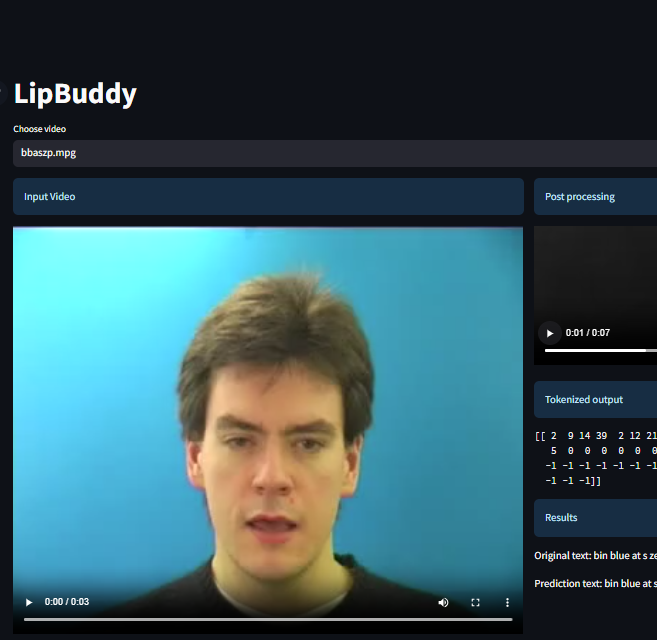 LipBuddy
Choose video
bbaszp.mpg
Input Video
Post processing
0:01 / 0:07
Tokenized output
[[ 2 9 14 39 2 12 21
5 0 0 0 0 0 0
-1 -1 -1 -1 -1 -1 -1
-1 -1 -1]]
Results
Original text: bin blue at s ze
Prediction text: bin blue at s
0:00 / 0:03